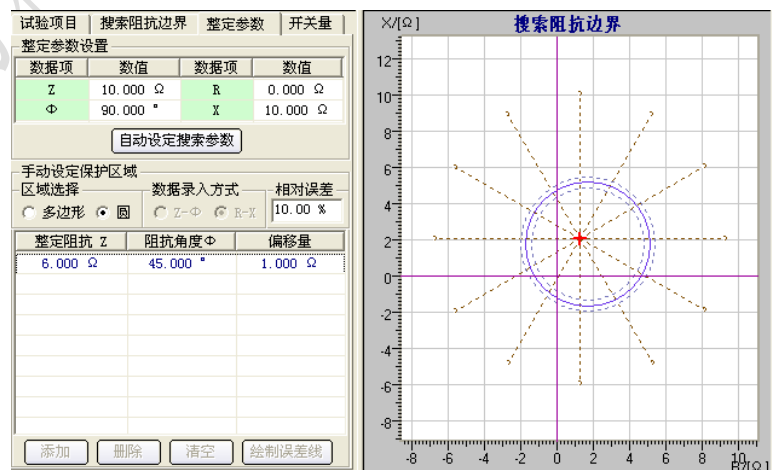 试验项目 搜索阻抗边界 整定参数 开关量
整定参数设置
数据项 数值 数据项 数值
Z 10.000 Ω R 0.000 Ω
Φ 90.000 ° X 10.000 Ω
自动设定搜索参数
手动设定保护区域
区域选择 数据录入方式 相对误差
多边形 圆 Z-Φ R-X 10.00 %
整定阻抗 Z 阻抗角度Φ 偏移量
6.000 Ω 45.000 ° 1.000 Ω
添加 删除 清空 绘制误差线
X/[Ω] 搜索阻抗边界
12
10
8
6
4
2
0
-2
-4
-6
-8
-8 -6 -4 -2 0 2 4 6 8 10
R/[Ω]